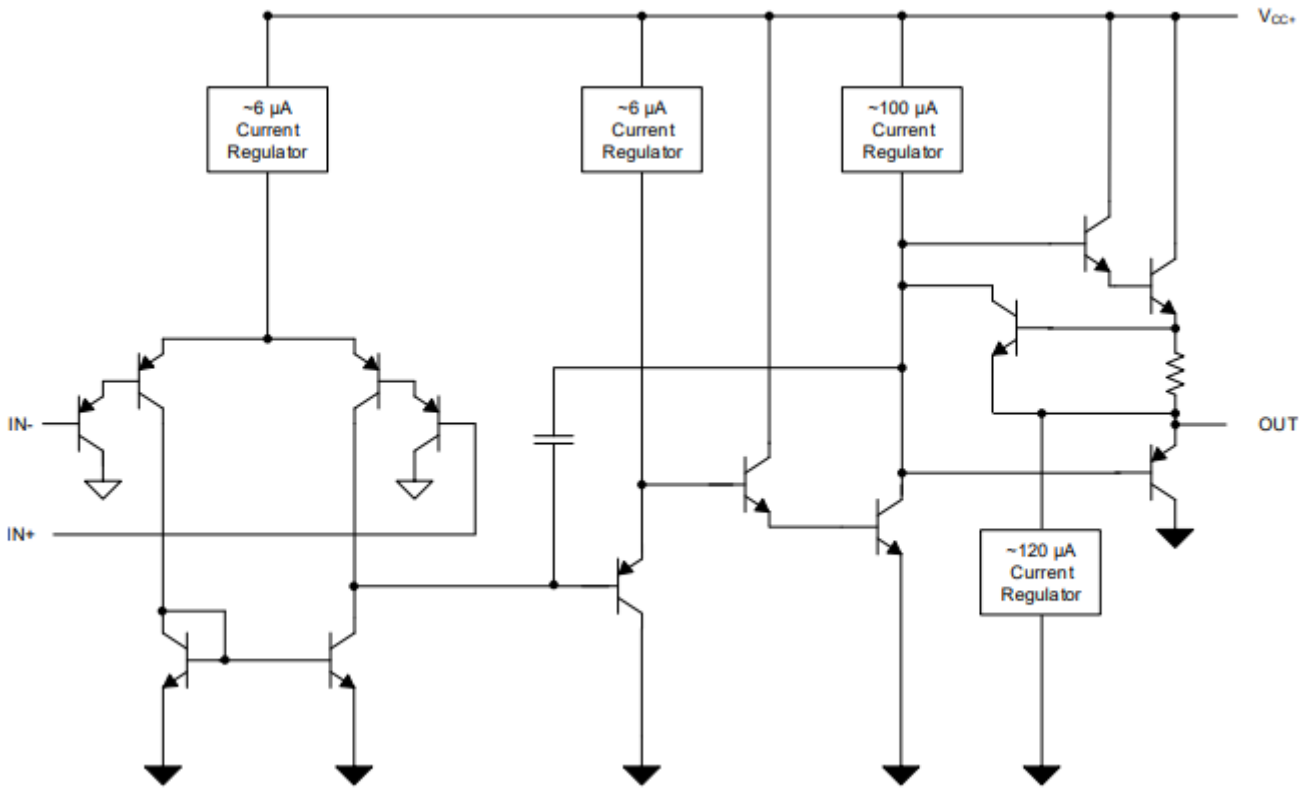 V_CC+
~6 µA
Current
Regulator
~6 µA
Current
Regulator
~100 µA
Current
Regulator
IN-
OUT
IN+
~120 µA
Current
Regulator